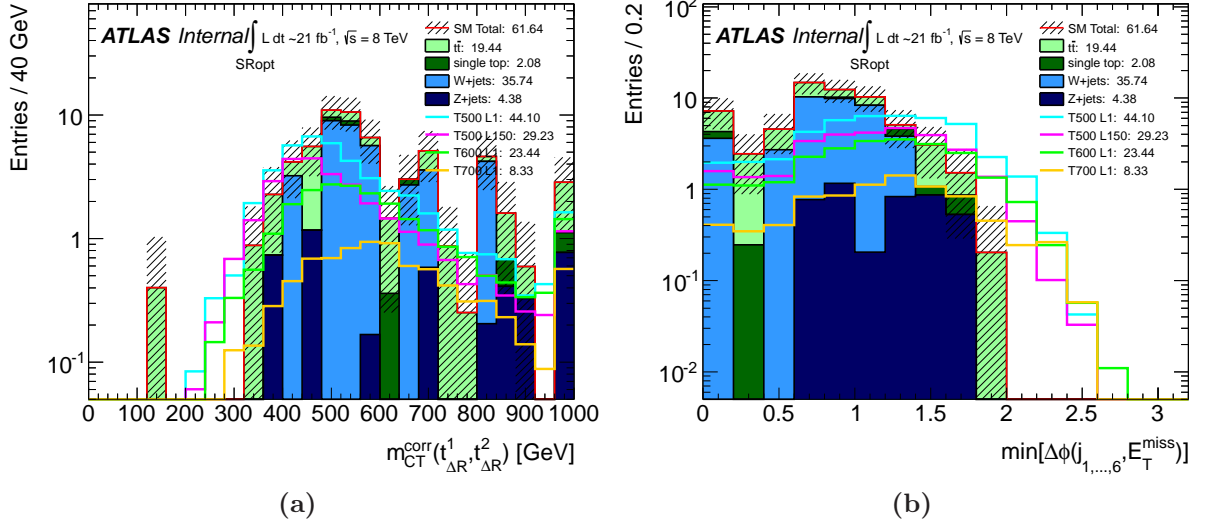 Entries / 40 GeV
ATLAS Internal ∫ L dt ~21 fb⁻¹, √s = 8 TeV
SRopt
SM Total: 61.64
tt̄: 19.44
single top: 2.08
W+jets: 35.74
Z+jets: 4.38
T500 L1: 44.10
T500 L150: 29.23
T600 L1: 23.44
T700 L1: 8.33
10
1
10⁻¹
0 100 200 300 400 500 600 700 800 900 1000
m_CT^corr(t_ΔR^1,t_ΔR^2) [GeV]
(a)
Entries / 0.2
ATLAS Internal ∫ L dt ~21 fb⁻¹, √s = 8 TeV
SRopt
SM Total: 61.64
tt̄: 19.44
single top: 2.08
W+jets: 35.74
Z+jets: 4.38
T500 L1: 44.10
T500 L150: 29.23
T600 L1: 23.44
T700 L1: 8.33
10²
10
1
10⁻¹
10⁻²
0 0.5 1 1.5 2 2.5 3
min[Δϕ(j_1,...,6,E_T^miss)]
(b)